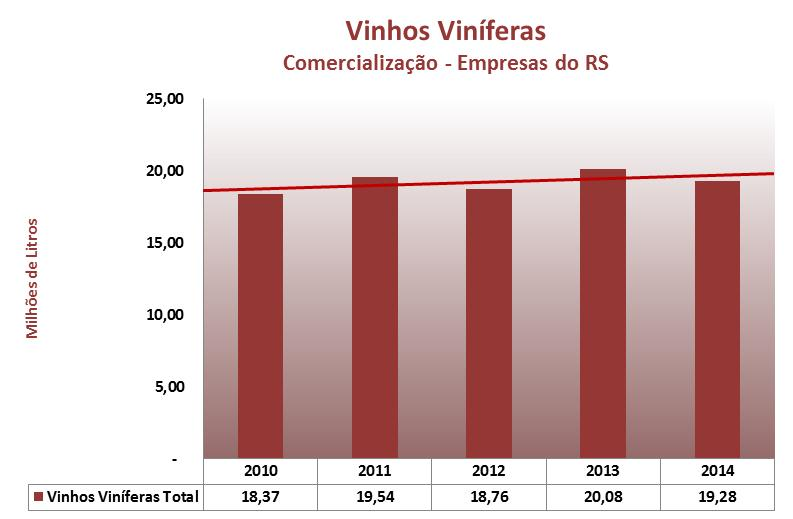 Vinhos Viníferas
Comercialização - Empresas do RS
Milhões de Litros
25,00
20,00
15,00
10,00
5,00
-
2010 2011 2012 2013 2014
Vinhos Viníferas Total 18,37 19,54 18,76 20,08 19,28